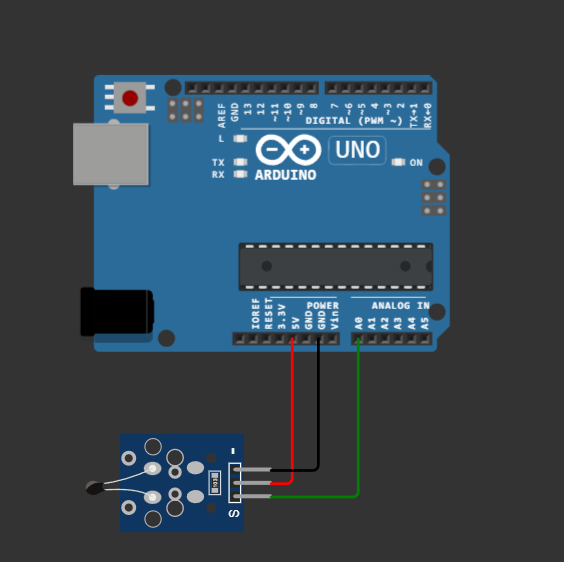 AREF
GND
13
12
~11
~10
~9
8
7
~6
~5
4
~3
2
TX→1
RX←0
DIGITAL (PWM ~)
L
TX
RX
UNO
ON
ARDUINO
IOREF
RESET
3.3V
5V
GND
GND
Vin
POWER
ANALOG IN
A0
A1
A2
A3
A4
A5
-
103
S